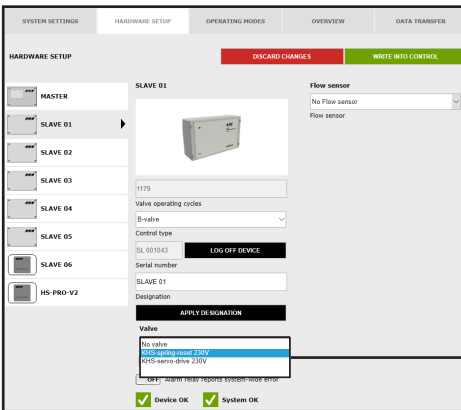 SYSTEM SETTINGS
HARDWARE SETUP
OPERATING MODES
OVERVIEW
DATA TRANSFER
HARDWARE SETUP
DISCARD CHANGES
WRITE INTO CONTROL
MASTER
SLAVE 01
SLAVE 02
SLAVE 03
SLAVE 04
SLAVE 05
SLAVE 06
HS-PRO-V2
SLAVE 01
1179
Valve operating cycles
B-valve
Control type
SL 001043
LOG OFF DEVICE
Serial number
SLAVE 01
Designation
APPLY DESIGNATION
Valve
No valve
KHS-spring-reset 230V
KHS-servo-drive 230V
OFF
Alarm relay reports system-wide error
Device OK
System OK
Flow sensor
No Flow sensor
Flow sensor